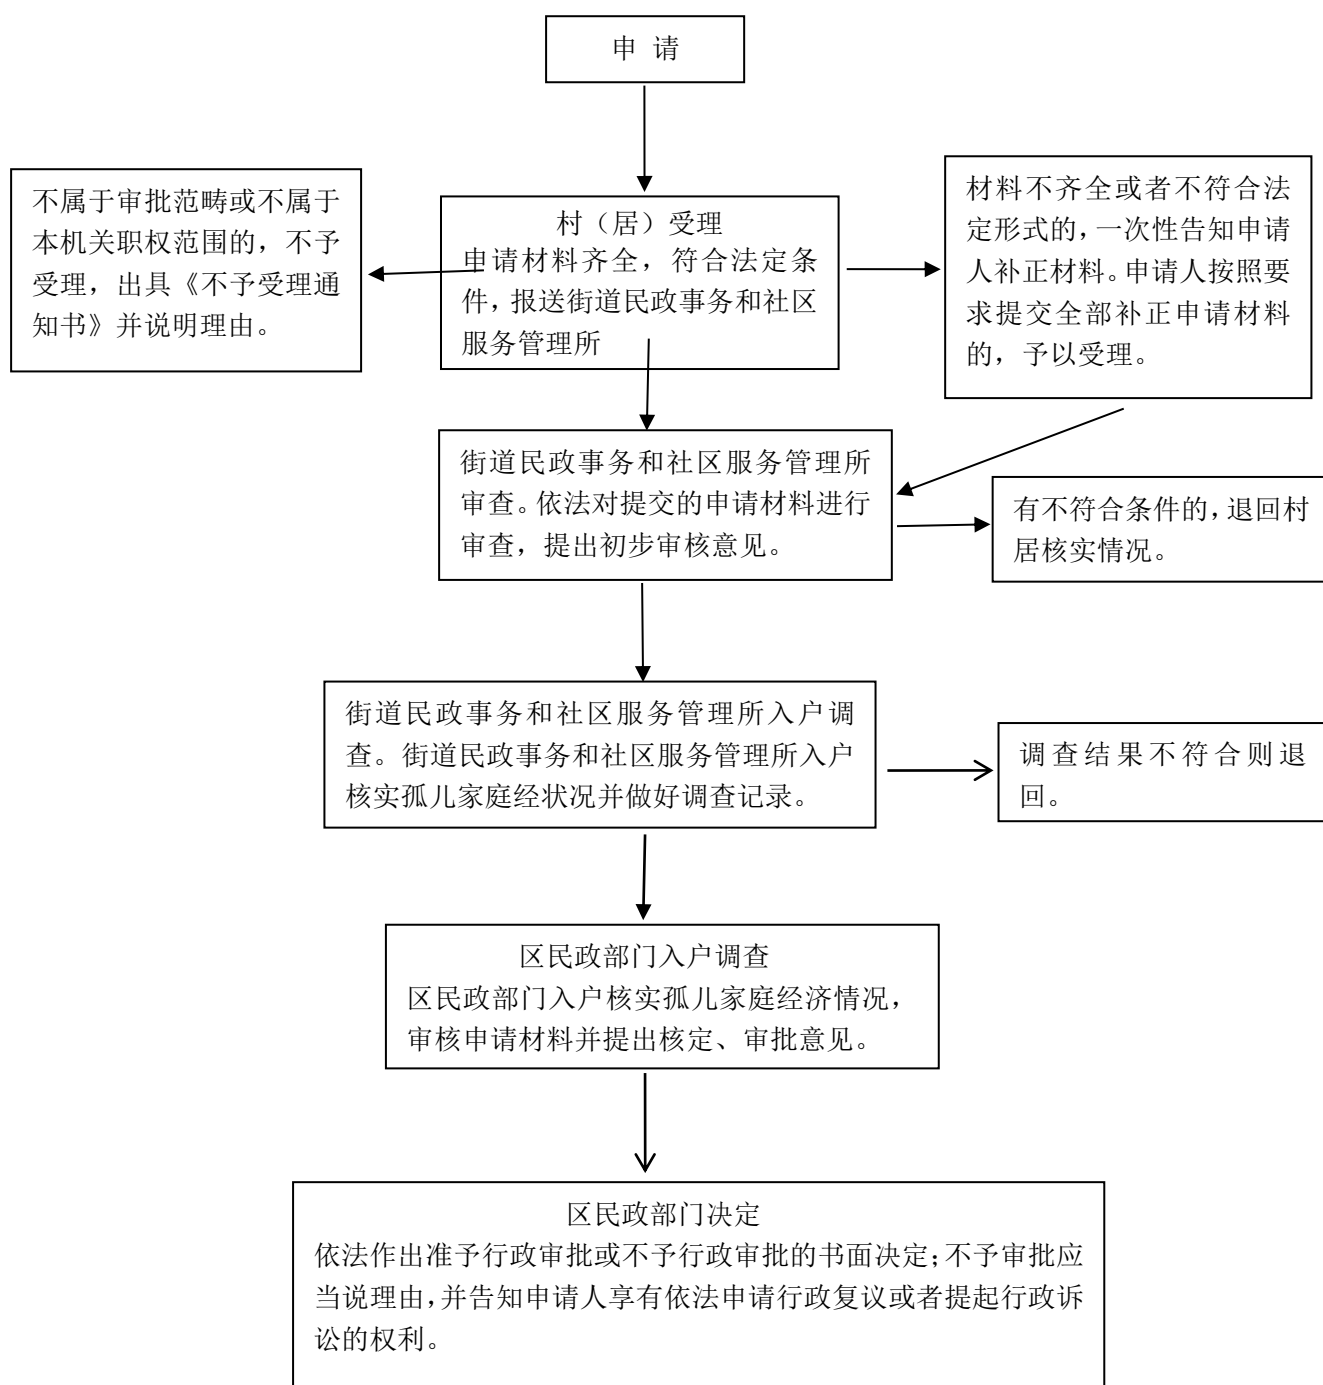 申 请
不属于审批范畴或不属于
本机关职权范围的，不予
受理，出具《不予受理通
知书》并说明理由。
村（居）受理
申请材料齐全，符合法定条
件，报送街道民政事务和社区
服务管理所
材料不齐全或者不符合法
定形式的，一次性告知申请
人补正材料。申请人按照要
求提交全部补正申请材料
的，予以受理。
街道民政事务和社区服务管理所
审查。依法对提交的申请材料进行
审查，提出初步审核意见。
有不符合条件的，退回村
居核实情况。
街道民政事务和社区服务管理所入户调
查。街道民政事务和社区服务管理所入户
核实孤儿家庭经状况并做好调查记录。
调查结果不符合则退
回。
区民政部门入户调查
区民政部门入户核实孤儿家庭经济情况，
审核申请材料并提出核定、审批意见。
区民政部门决定
依法作出准予行政审批或不予行政审批的书面决定；不予审批应
当说理由，并告知申请人享有依法申请行政复议或者提起行政诉
讼的权利。